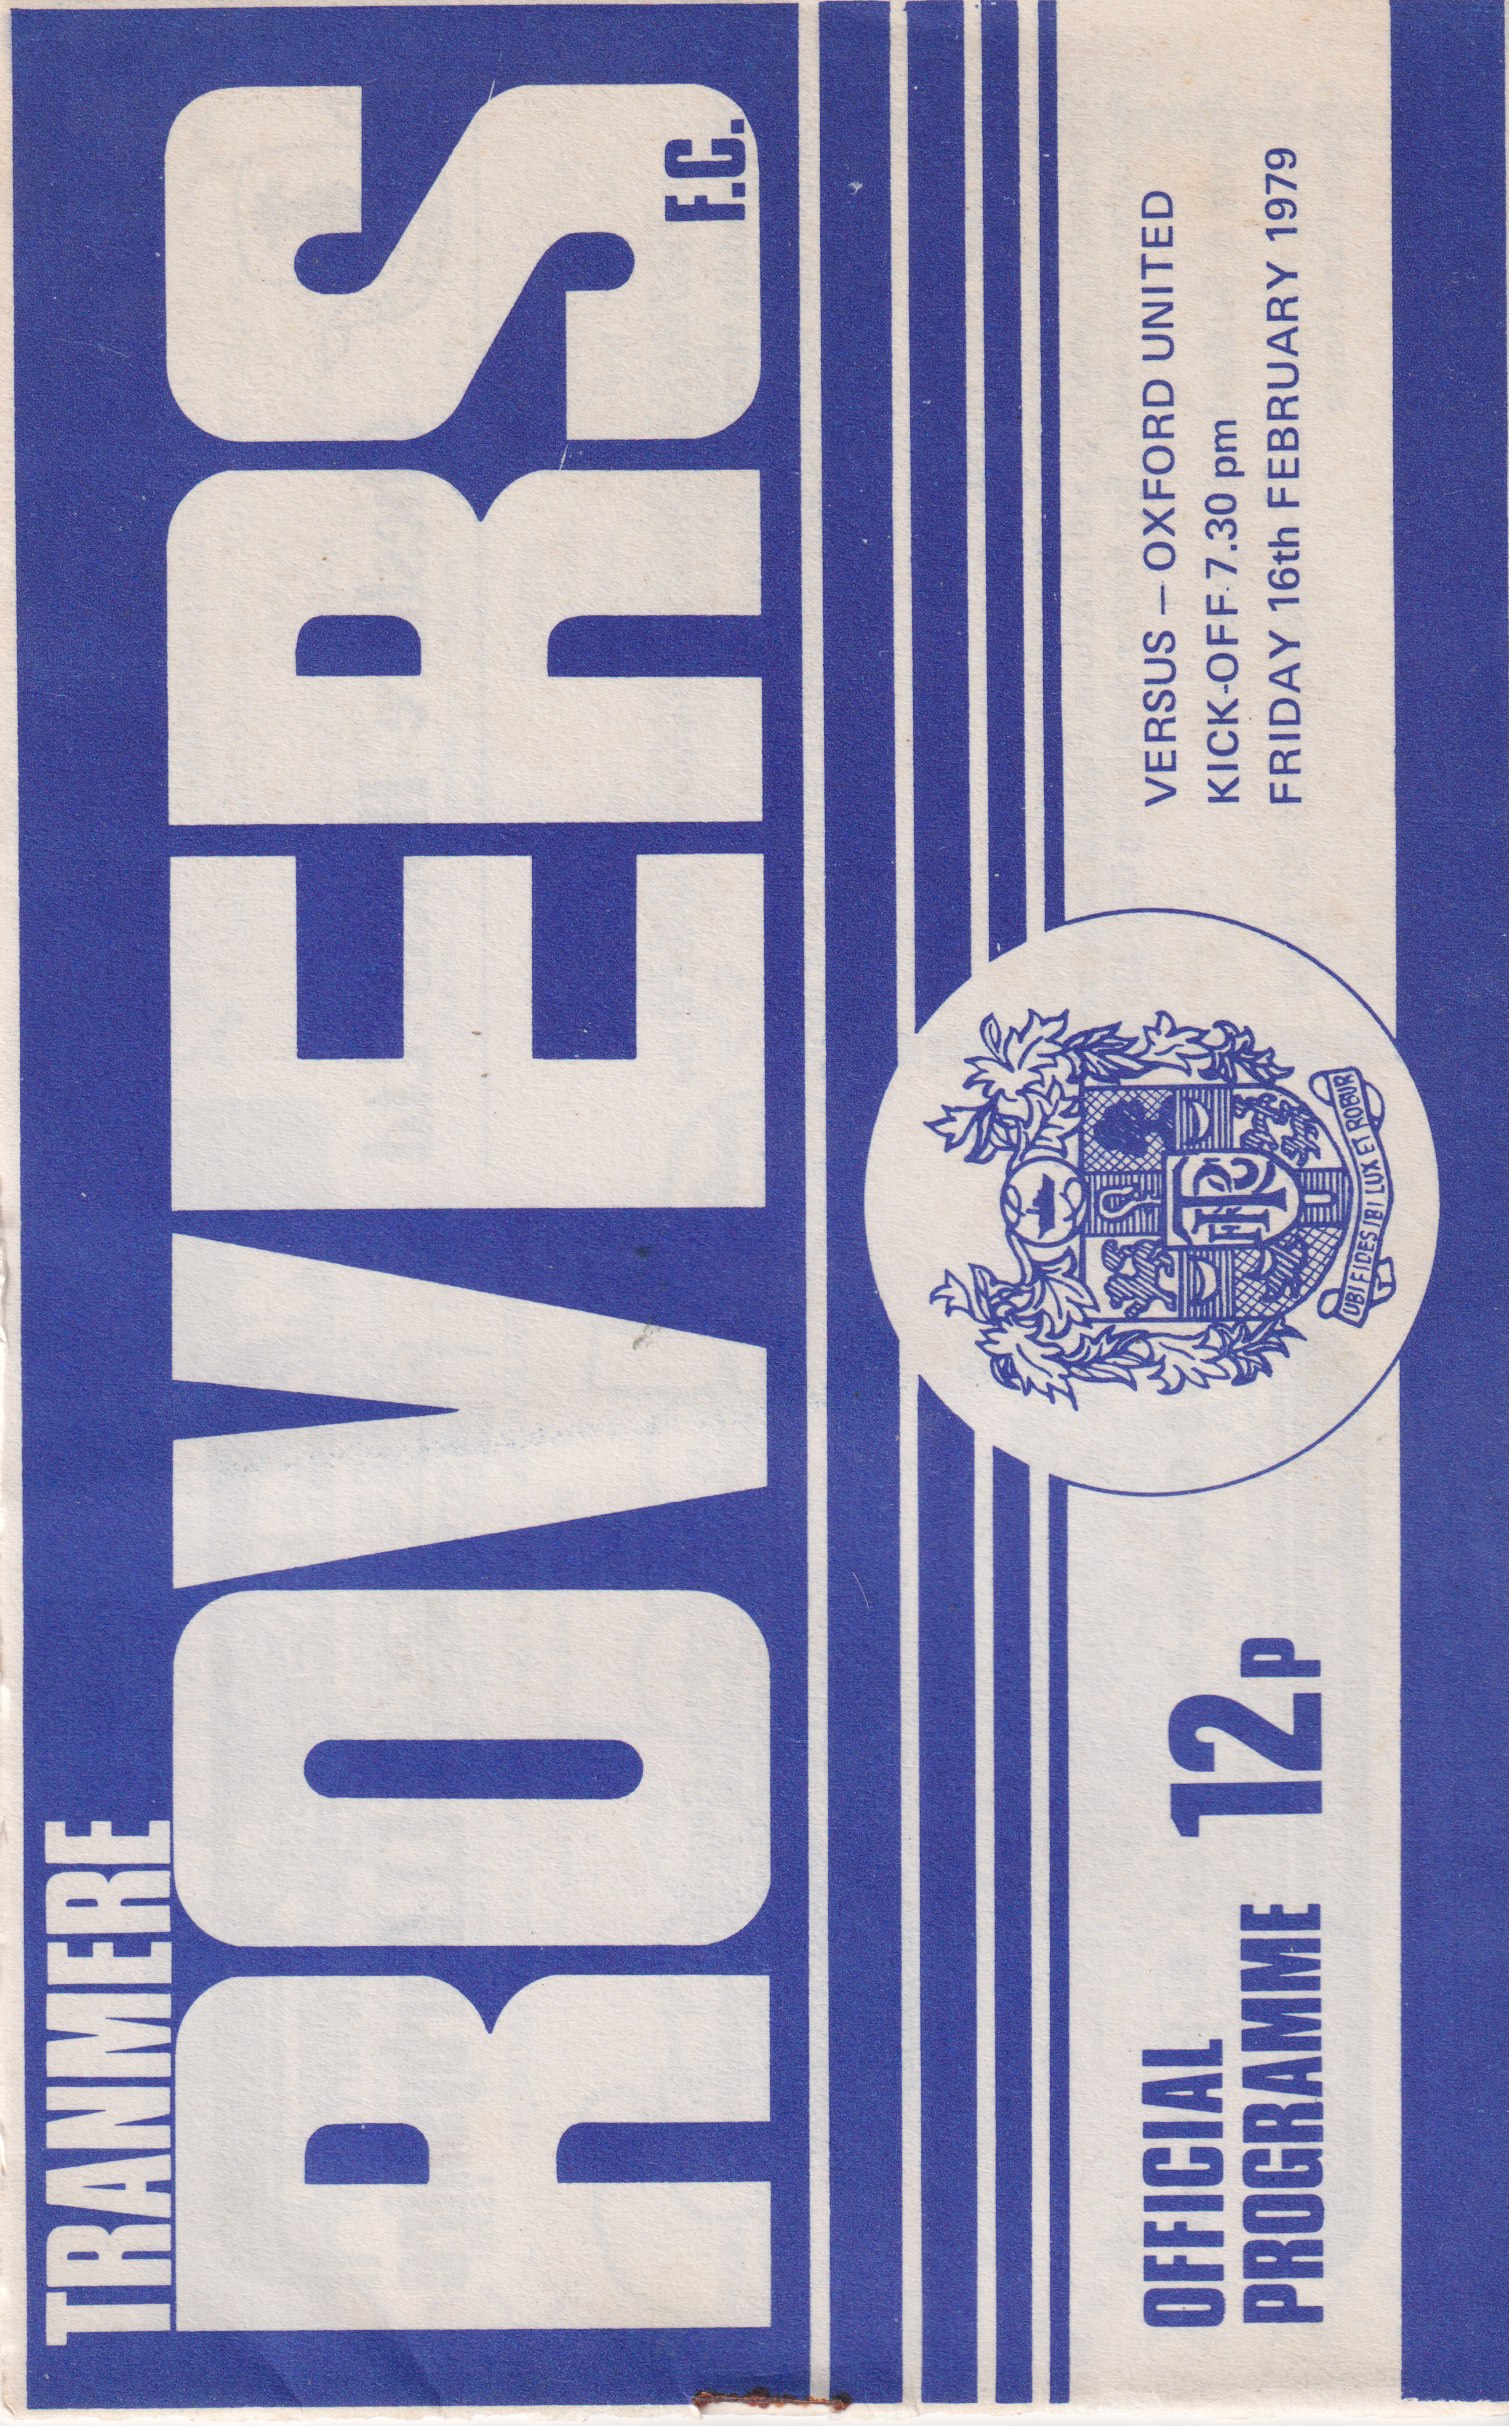 TRANMERE
ROVERS
F.C.
VERSUS — OXFORD UNITED
KICK-OFF 7.30 pm
FRIDAY 16th FEBRUARY 1979
OFFICIAL
PROGRAMME 12P
TRFC
UBI FIDES IBI LUX ET ROBUR